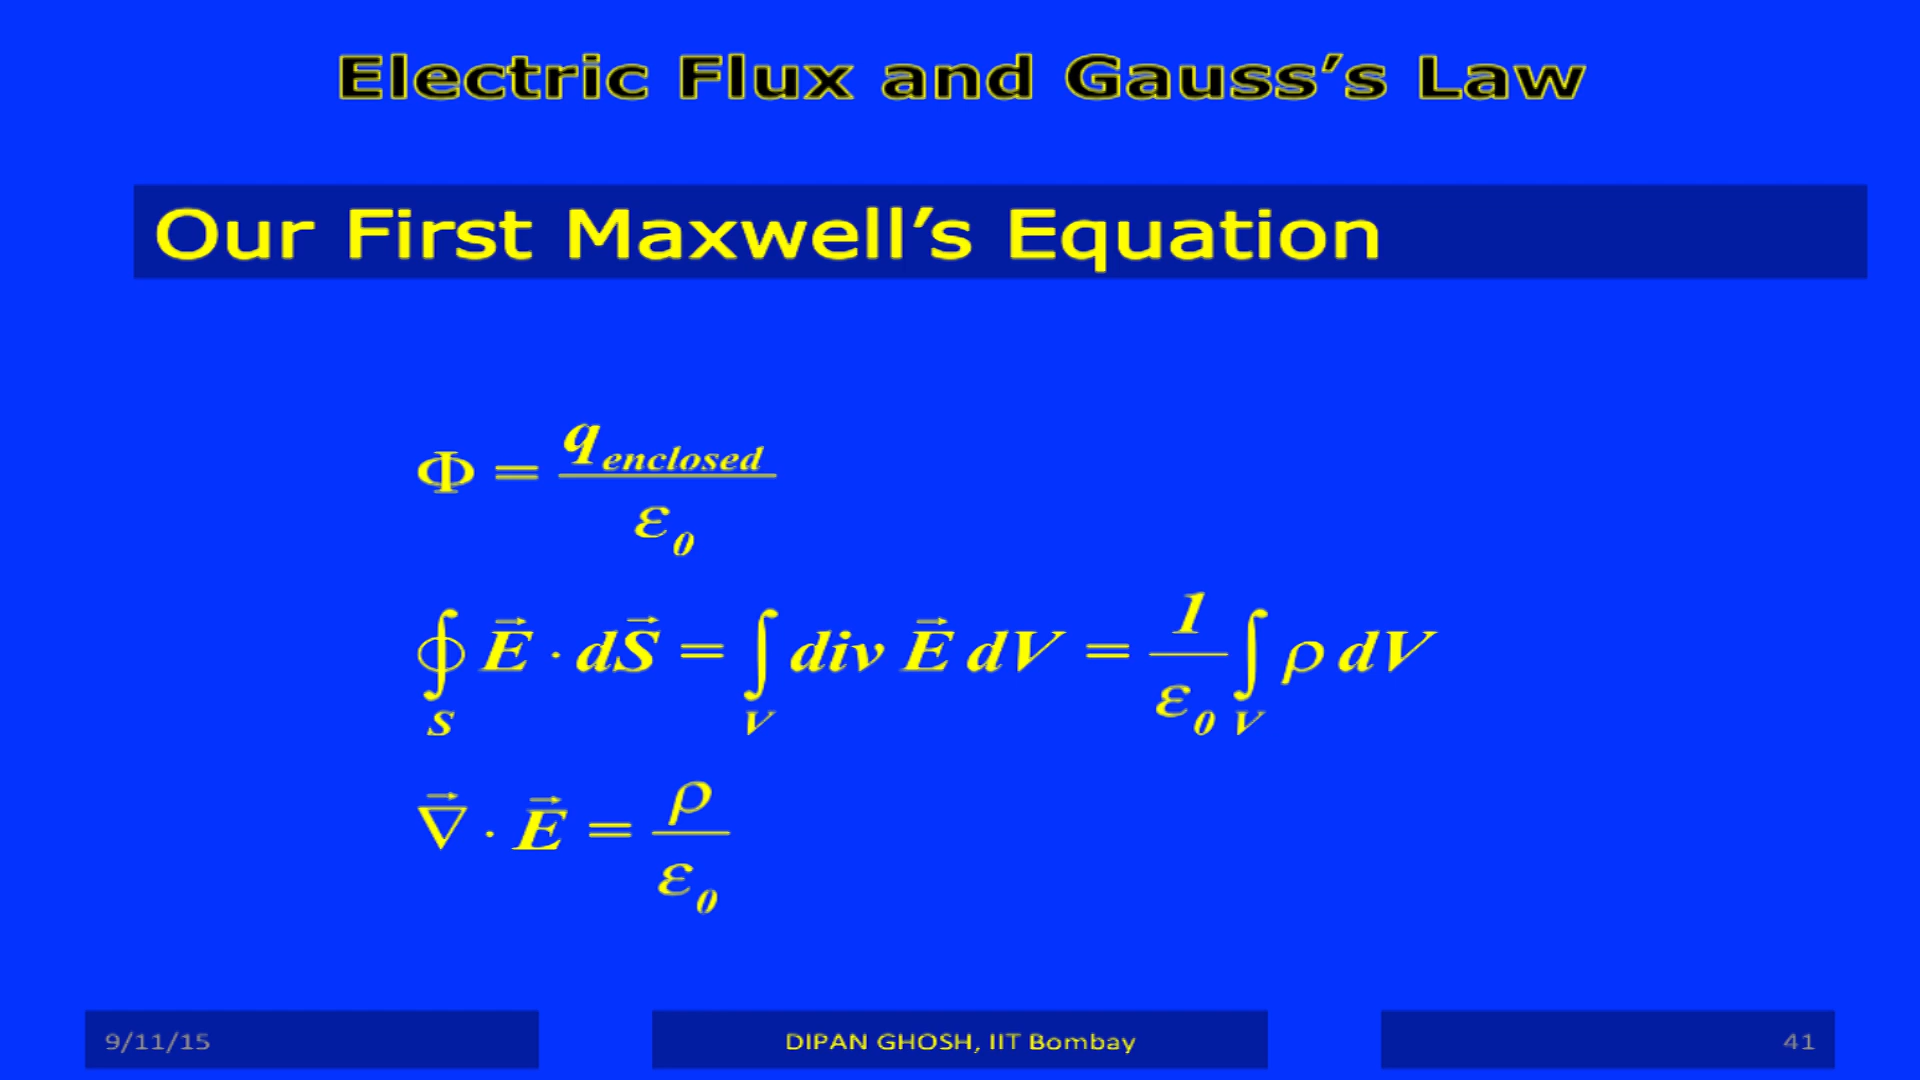 Electric Flux and Gauss's Law
Our First Maxwell's Equation
Φ = q_enclosed / ε_0
∮_S E⃗ · dS⃗ = ∫_V div E⃗ dV = 1/ε_0 ∫_V ρ dV
∇⃗ · E⃗ = ρ / ε_0
9/11/15
DIPAN GHOSH, IIT Bombay
41